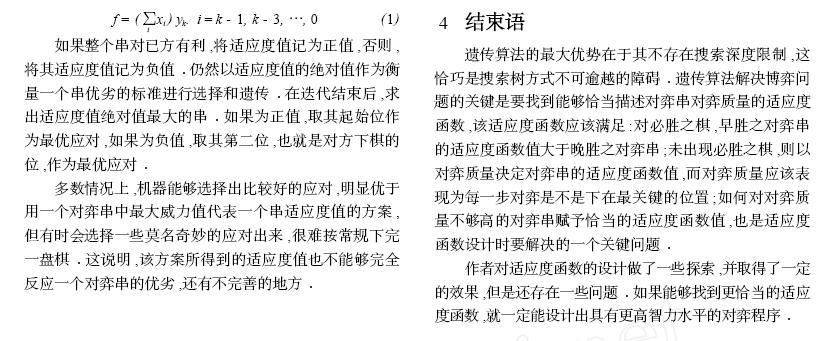 f = ( ∑xᵢ ) yₖ. i = k - 1, k - 3, …, 0 (1)
i
如果整个串对已方有利,将适应度值记为正值,否则,
将其适应度值记为负值．仍然以适应度值的绝对值作为衡
量一个串优劣的标准进行选择和遗传．在迭代结束后,求
出适应度值绝对值最大的串．如果为正值,取其起始位作
为最优应对,如果为负值,取其第二位,也就是对方下棋的
位,作为最优应对．
多数情况上,机器能够选择出比较好的应对,明显优于
用一个对弈串中最大威力值代表一个串适应度值的方案,
但有时会选择一些莫名奇妙的应对出来,很难按常规下完
一盘棋．这说明,该方案所得到的适应度值也不能够完全
反应一个对弈串的优劣,还有不完善的地方．
4 结束语
遗传算法的最大优势在于其不存在搜索深度限制,这
恰巧是搜索树方式不可逾越的障碍．遗传算法解决博弈问
题的关键是要找到能够恰当描述对弈串对弈质量的适应度
函数,该适应度函数应该满足:对必胜之棋,早胜之对弈串
的适应度函数值大于晚胜之对弈串;未出现必胜之棋,则以
对弈质量决定对弈串的适应度函数值,而对弈质量应该表
现为每一步对弈是不是下在最关键的位置;如何对对弈质
量不够高的对弈串赋予恰当的适应度函数值,也是适应度
函数设计时要解决的一个关键问题．
作者对适应度函数的设计做了一些探索,并取得了一定
的效果,但是还存在一些问题．如果能够找到更恰当的适应
度函数,就一定能设计出具有更高智力水平的对弈程序．